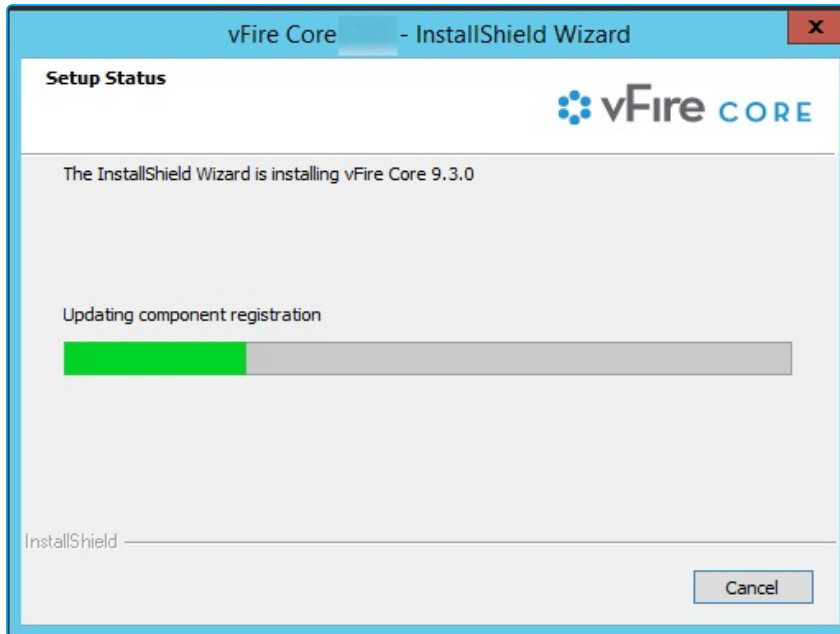 vFire Core - InstallShield Wizard
X
Setup Status
vFire CORE
The InstallShield Wizard is installing vFire Core 9.3.0
Updating component registration
InstallShield
Cancel